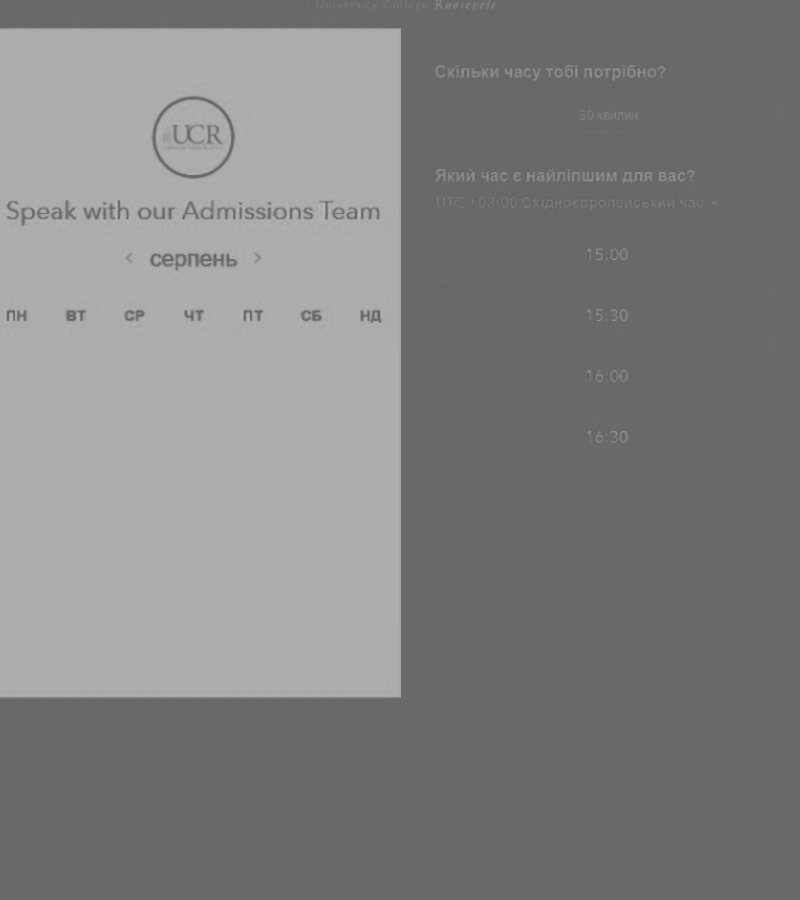 University College Roosevelt
UCR
Speak with our Admissions Team
< серпень >
ПН ВТ СР ЧТ ПТ СБ НД
Скільки часу тобі потрібно?
30 хвилин
Який час є найліпшим для вас?
UTC +03:00 Східноєвропейський час
15:00
15:30
16:00
16:30